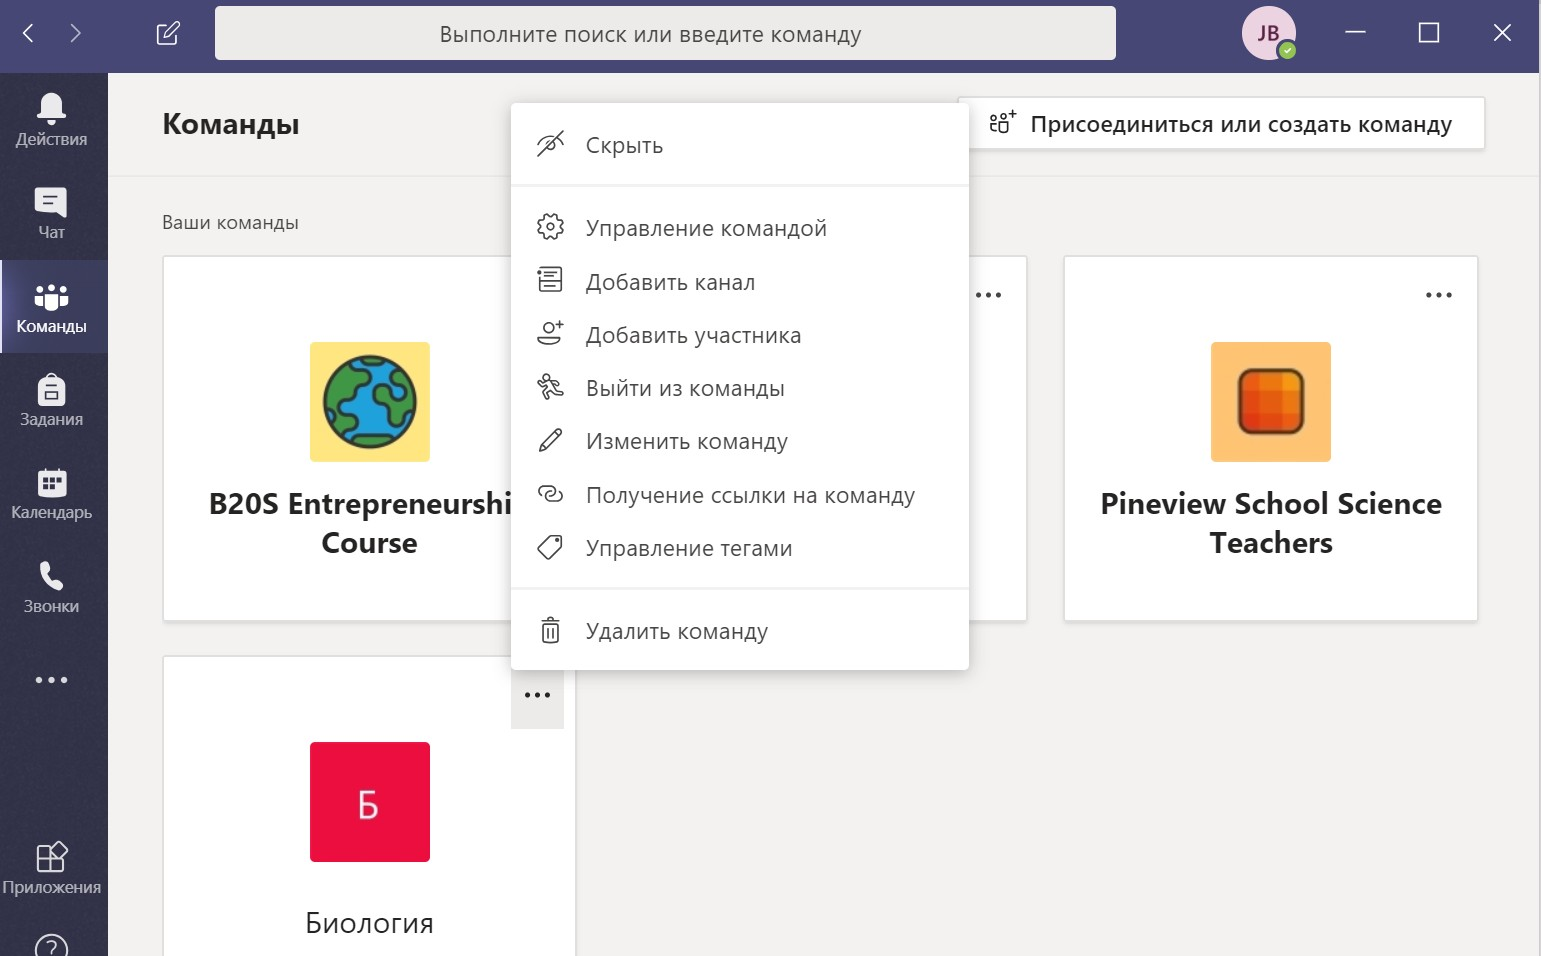 Выполните поиск или введите команду
JB
Действия
Чат
Команды
Задания
Календарь
Звонки
Приложения
Команды
Присоединиться или создать команду
Ваши команды
Скрыть
Управление командой
Добавить канал
Добавить участника
Выйти из команды
Изменить команду
Получение ссылки на команду
Управление тегами
Удалить команду
B20S Entrepreneurshi
Course
Pineview School Science
Teachers
Б
Биология